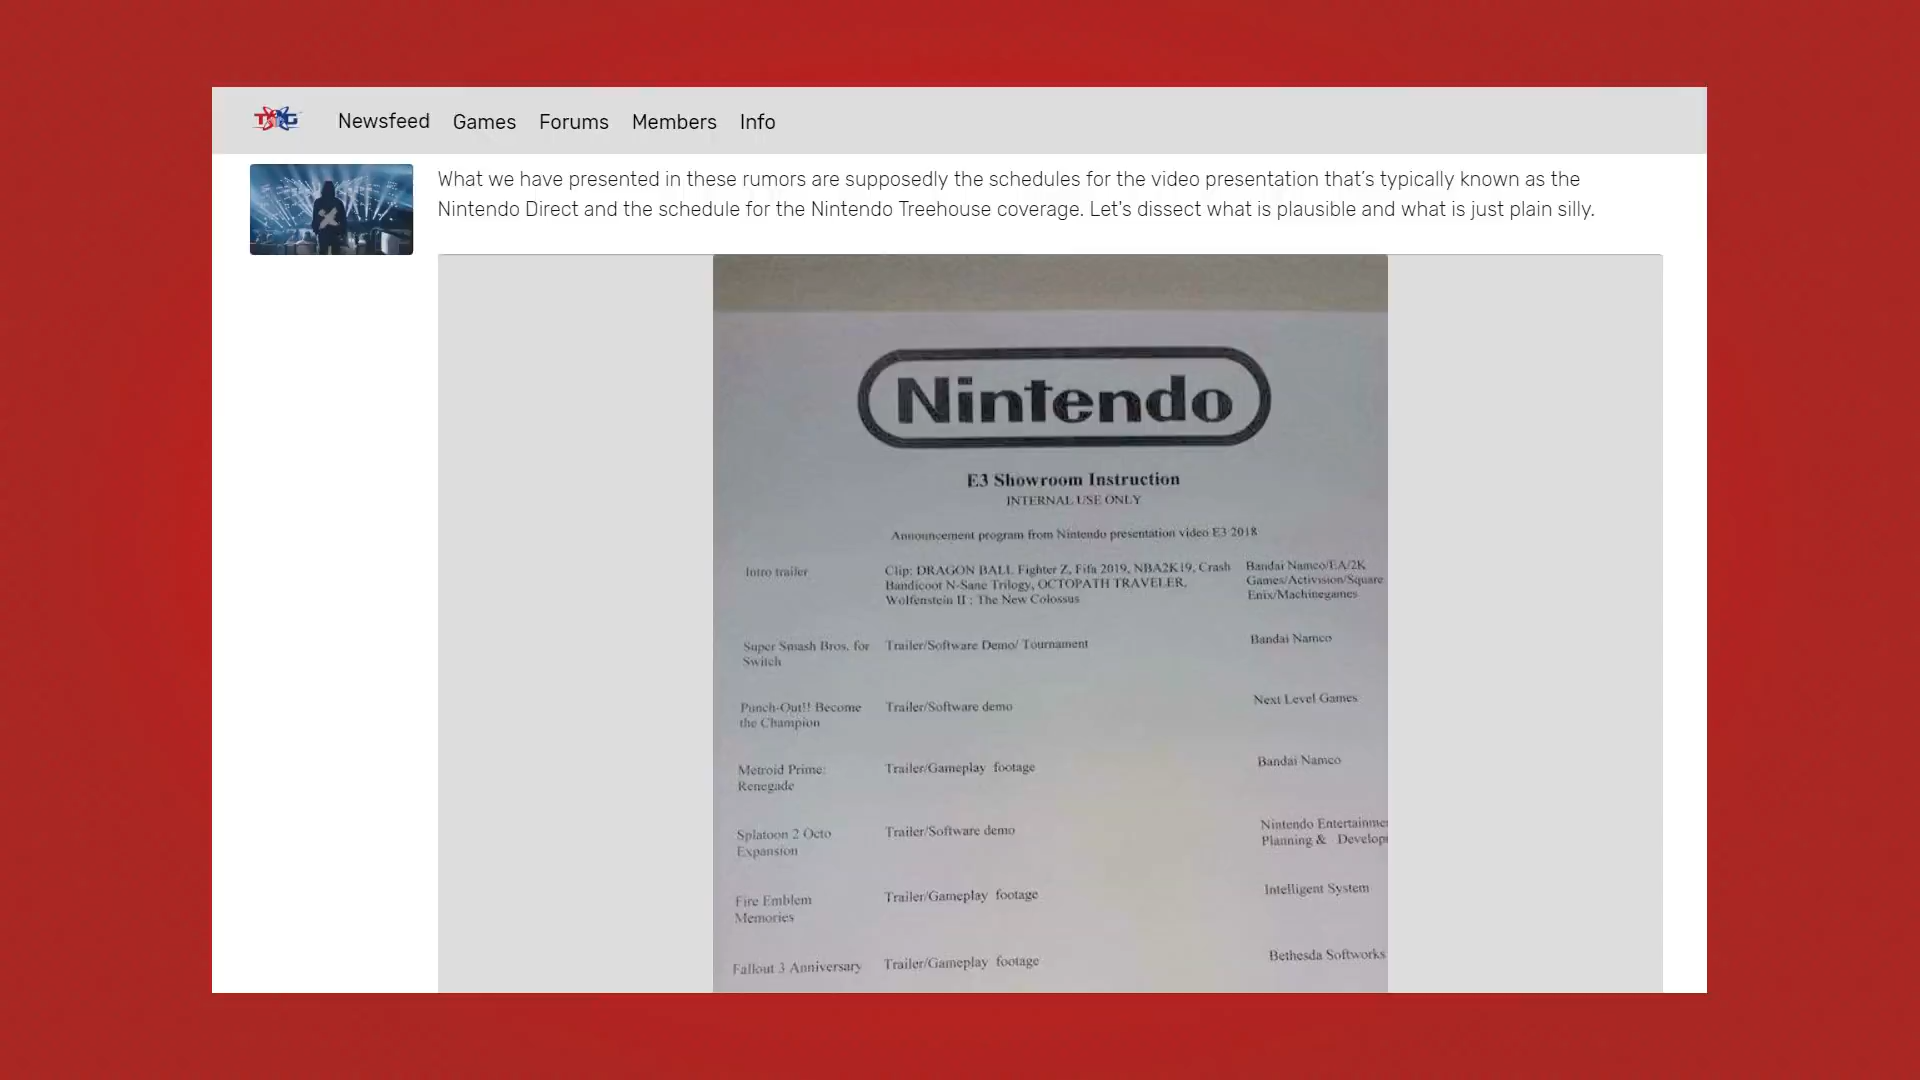 TXG
Newsfeed Games Forums Members Info
What we have presented in these rumors are supposedly the schedules for the video presentation that's typically known as the
Nintendo Direct and the schedule for the Nintendo Treehouse coverage. Let's dissect what is plausible and what is just plain silly.
Nintendo
E3 Showroom Instruction
INTERNAL USE ONLY
Announcement program from Nintendo presentation video E3 2018
Intro trailer
Clip: DRAGON BALL Fighter Z, Fifa 2019, NBA2K19, Crash
Bandicoot N-Sane Trilogy, OCTOPATH TRAVELER,
Wolfenstein II : The New Colossus
Bandai Namco/EA/2K
Games/Activision/Square
Enix/Machinegames
Super Smash Bros. for
Switch
Trailer/Software Demo/ Tournament
Bandai Namco
Punch-Out!! Become
the Champion
Trailer/Software demo
Next Level Games
Metroid Prime:
Renegade
Trailer/Gameplay footage
Bandai Namco
Splatoon 2 Octo
Expansion
Trailer/Software demo
Nintendo Entertainme
Planning & Develop
Fire Emblem
Memories
Trailer/Gameplay footage
Intelligent System
Fallout 3 Anniversary
Trailer/Gameplay footage
Bethesda Softworks